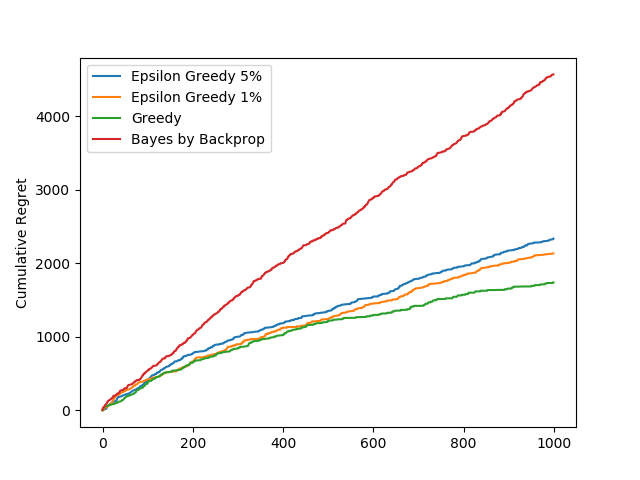 Epsilon Greedy 5%
Epsilon Greedy 1%
Greedy
Bayes by Backprop
Cumulative Regret
4000
3000
2000
1000
0
0 200 400 600 800 1000